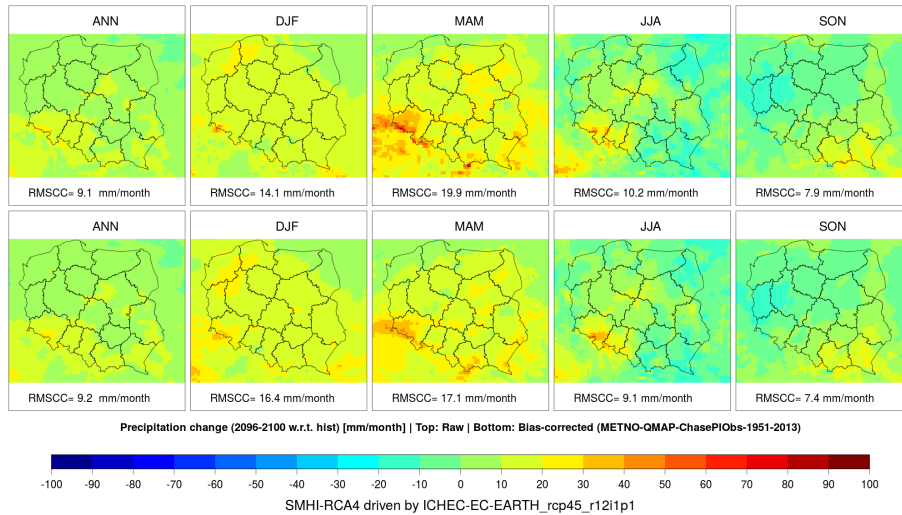 ANN DJF MAM JJA SON
RMSCC= 9.1 mm/month RMSCC= 14.1 mm/month RMSCC= 19.9 mm/month RMSCC= 10.2 mm/month RMSCC= 7.9 mm/month
ANN DJF MAM JJA SON
RMSCC= 9.2 mm/month RMSCC= 16.4 mm/month RMSCC= 17.1 mm/month RMSCC= 9.1 mm/month RMSCC= 7.4 mm/month
Precipitation change (2096-2100 w.r.t. hist) [mm/month] | Top: Raw | Bottom: Bias-corrected (METNO-QMAP-ChasePlObs-1951-2013)
-100 -90 -80 -70 -60 -50 -40 -30 -20 -10 0 10 20 30 40 50 60 70 80 90 100
SMHI-RCA4 driven by ICHEC-EC-EARTH_rcp45_r12i1p1